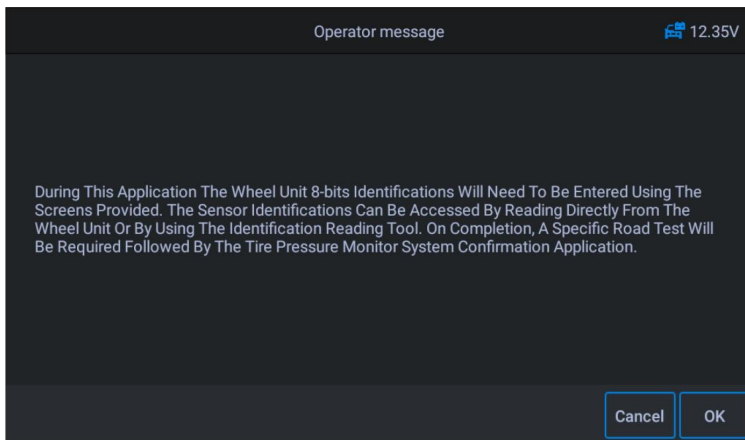 Operator message
12.35V
During This Application The Wheel Unit 8-bits Identifications Will Need To Be Entered Using The
Screens Provided. The Sensor Identifications Can Be Accessed By Reading Directly From The
Wheel Unit Or By Using The Identification Reading Tool. On Completion, A Specific Road Test Will
Be Required Followed By The Tire Pressure Monitor System Confirmation Application.
Cancel
OK